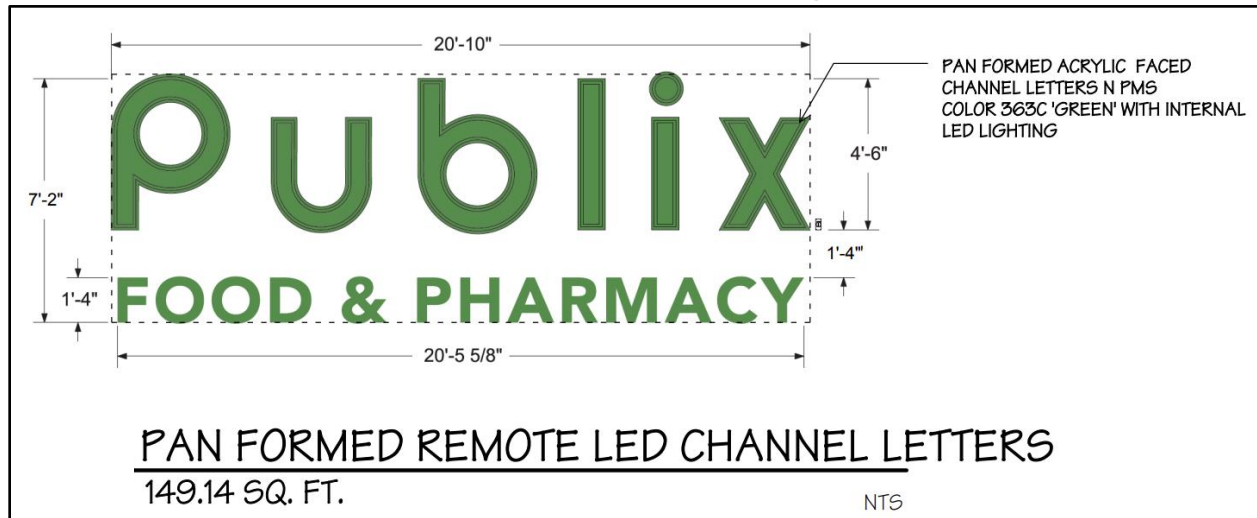 20'-10"
Publix
PAN FORMED ACRYLIC FACED
CHANNEL LETTERS N PMS
COLOR 363C 'GREEN' WITH INTERNAL
LED LIGHTING
4'-6"
7'-2"
1'-4'"
1'-4"
FOOD & PHARMACY
20'-5 5/8"
PAN FORMED REMOTE LED CHANNEL LETTERS
149.14 SQ. FT.
NTS